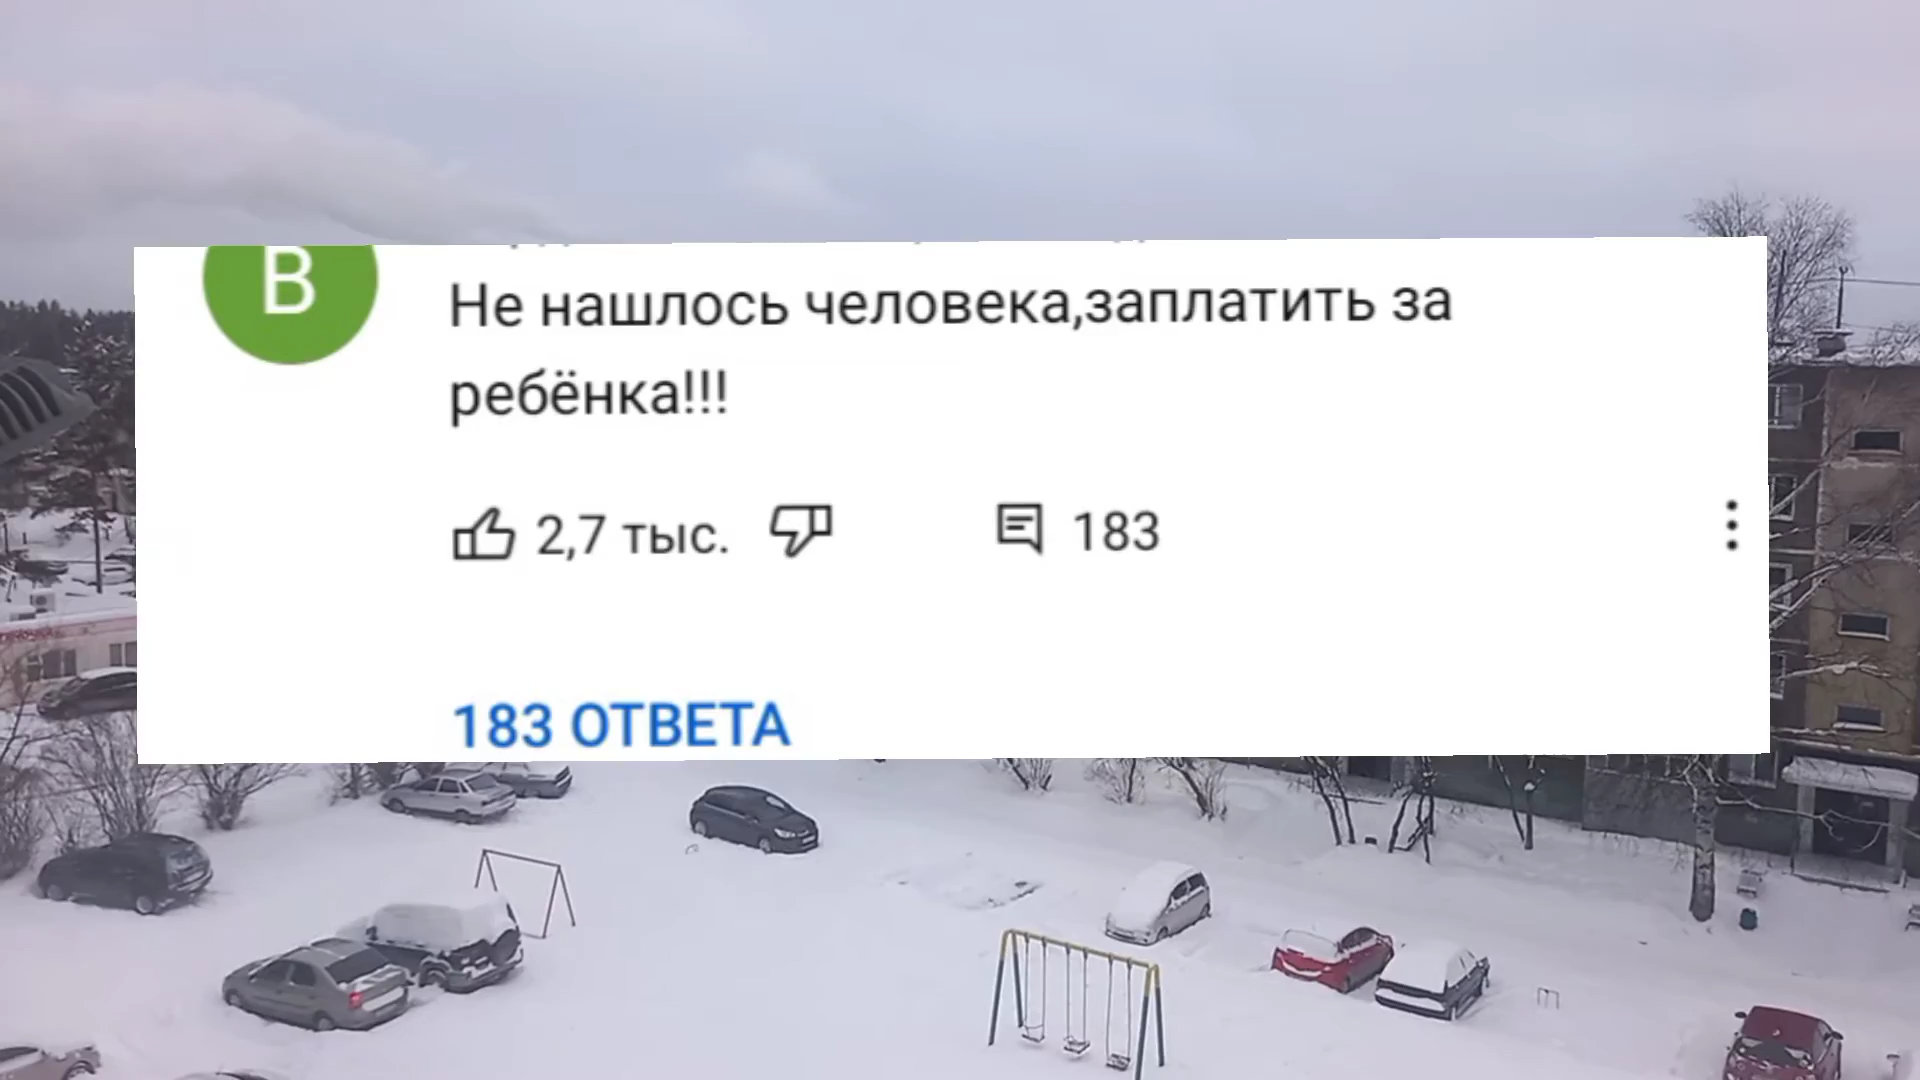 В
Не нашлось человека,заплатить за
ребёнка!!!
2,7 тыс.
183
183 ОТВЕТА